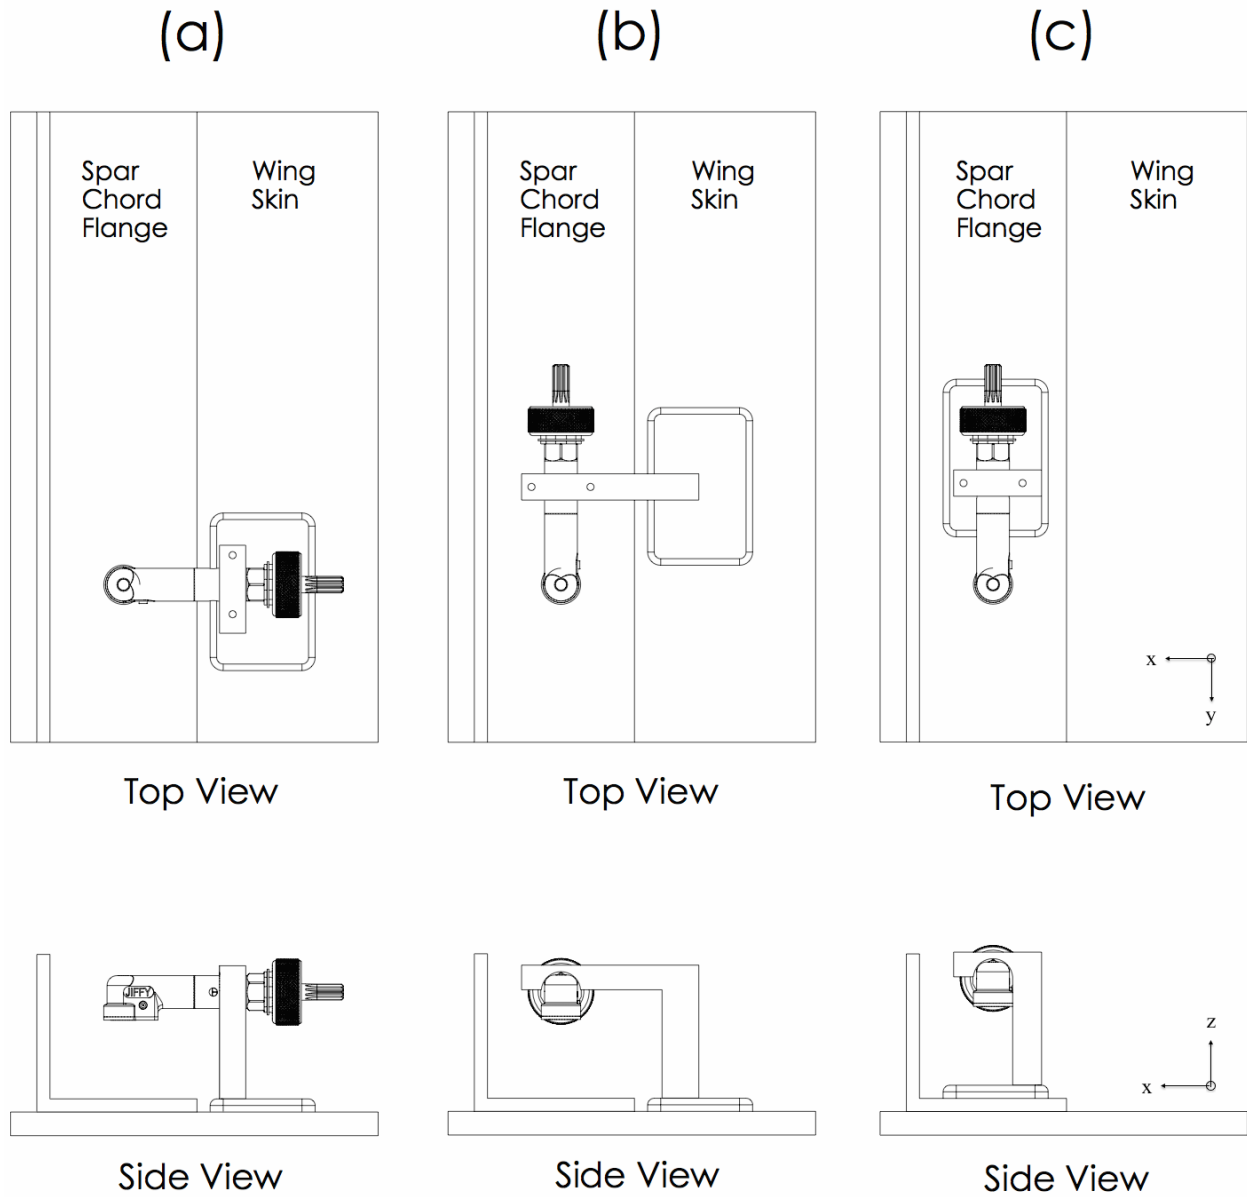 (a)
(b)
(c)
Spar
Chord
Flange
Wing
Skin
Spar
Chord
Flange
Wing
Skin
Spar
Chord
Flange
Wing
Skin
x
y
Top View
Top View
Top View
JIFFY
z
x
Side View
Side View
Side View